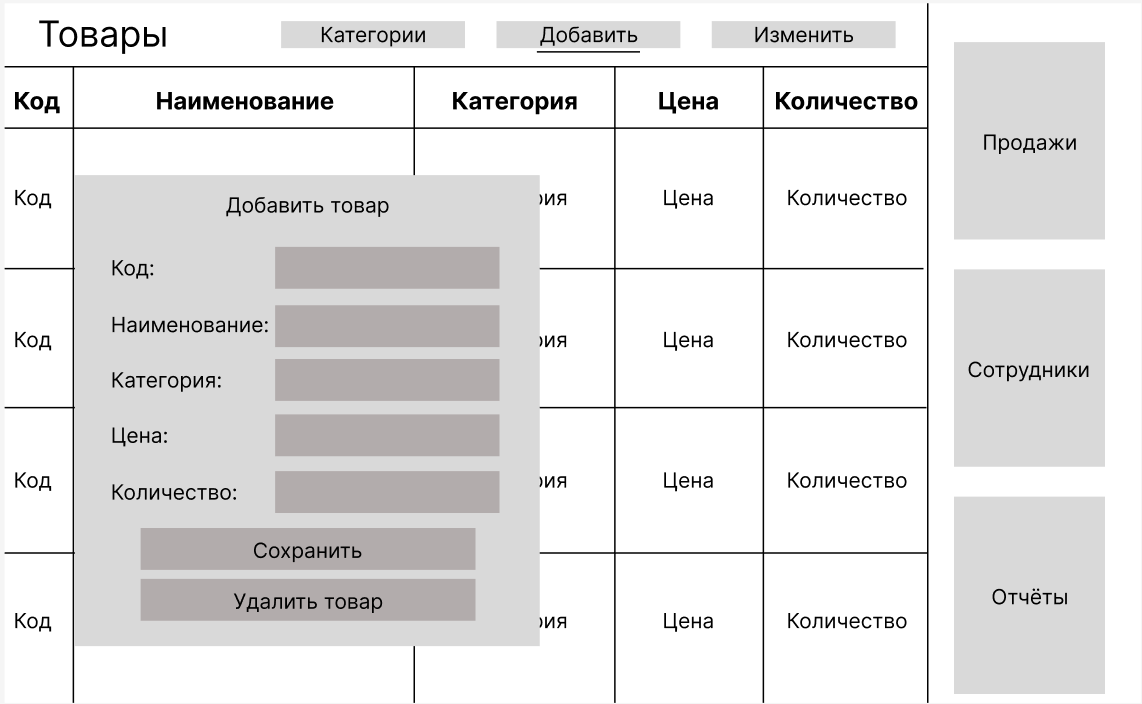 Товары
Категории
Добавить
Изменить
Код Наименование Категория Цена Количество
Продажи
Код Цена Количество
Добавить товар
Код:
Наименование:
Код Цена Количество
Сотрудники
Категория:
Цена:
Код Цена Количество
Количество:
Сохранить
Удалить товар
Отчёты
Код Цена Количество